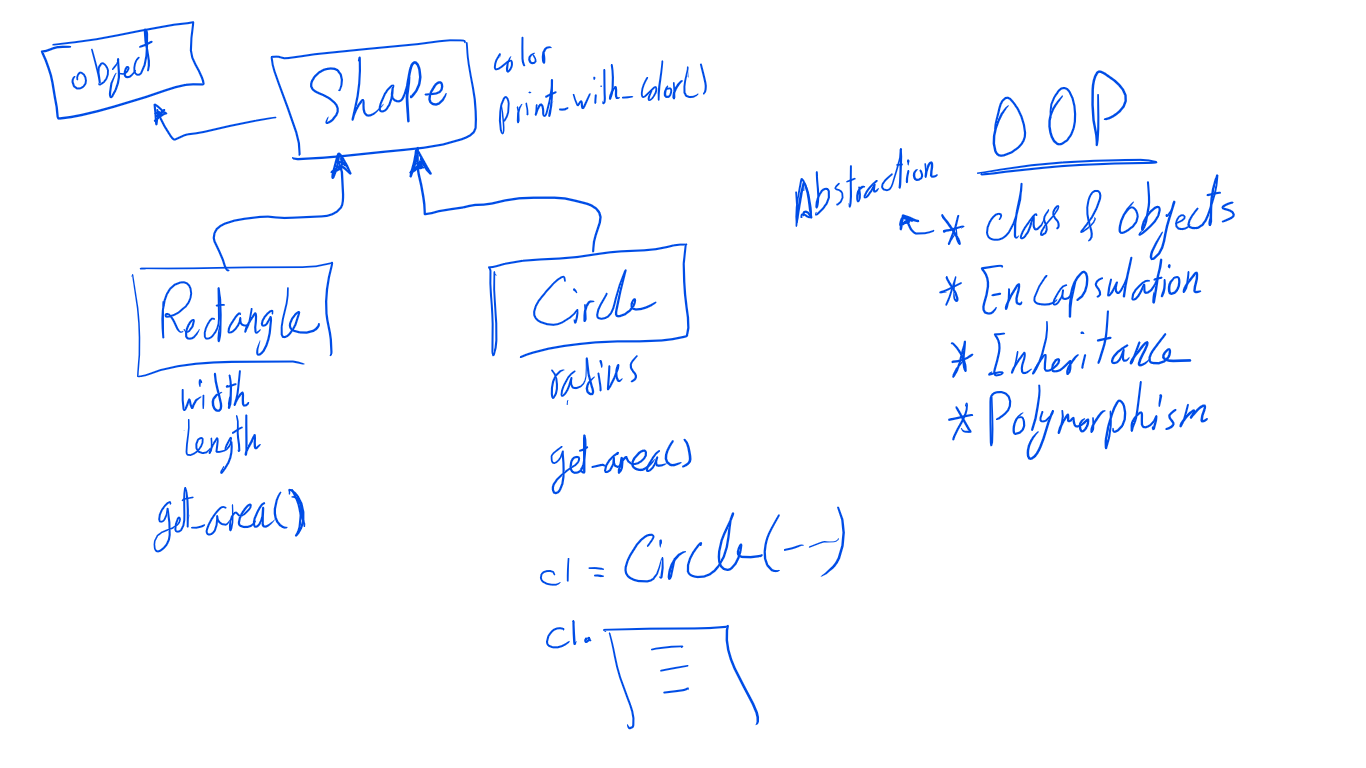 object
Shape
color
print_with_color()
Rectangle
width
length
get_area()
Circle
radius
get_area()
c1 = Circle(---)
c1.
OOP
Abstraction
* class & objects
* Encapsulation
* Inheritance
* Polymorphism